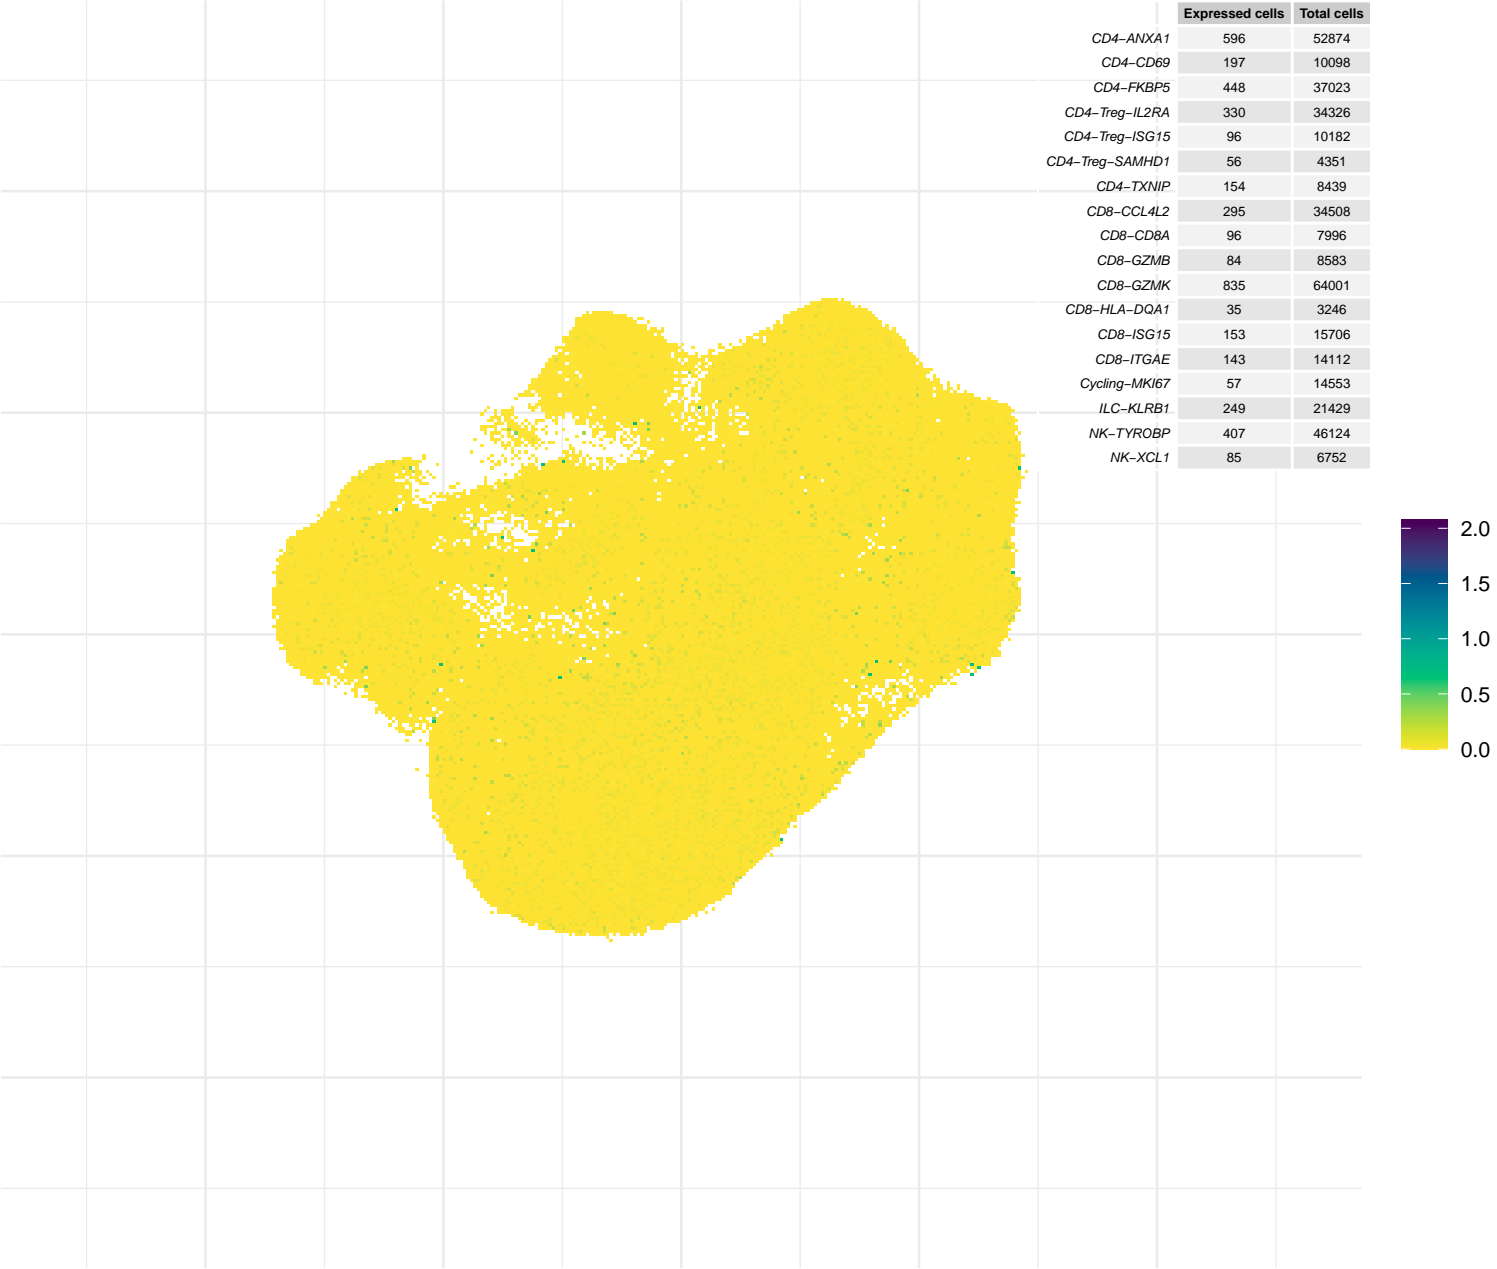 Expressed cells Total cells
CD4−ANXA1 596 52874
CD4−CD69 197 10098
CD4−FKBP5 448 37023
CD4−Treg−IL2RA 330 34326
CD4−Treg−ISG15 96 10182
CD4−Treg−SAMHD1 56 4351
CD4−TXNIP 154 8439
CD8−CCL4L2 295 34508
CD8−CD8A 96 7996
CD8−GZMB 84 8583
CD8−GZMK 835 64001
CD8−HLA−DQA1 35 3246
CD8−ISG15 153 15706
CD8−ITGAE 143 14112
Cycling−MKI67 57 14553
ILC−KLRB1 249 21429
NK−TYROBP 407 46124
NK−XCL1 85 6752
2.0
1.5
1.0
0.5
0.0